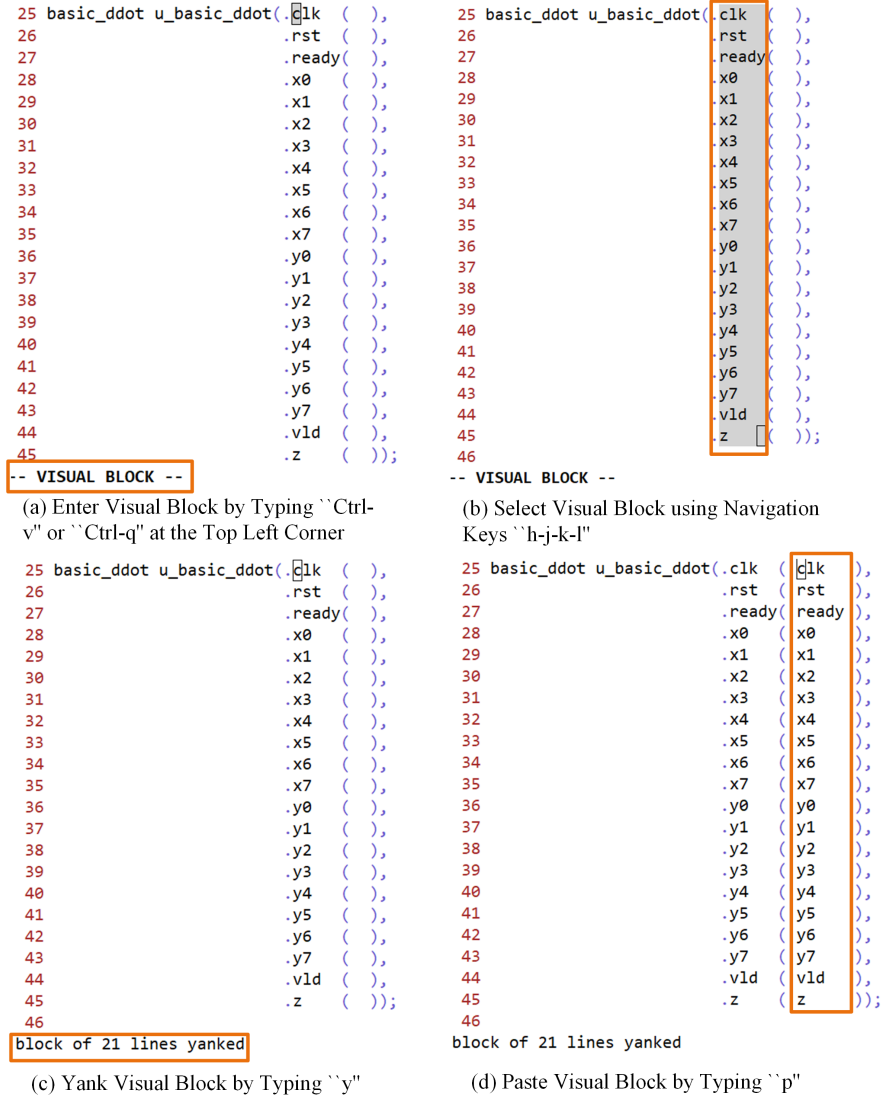 25 basic_ddot u_basic_ddot(.clk  (  ),
26 .rst  (  ),
27 .ready(  ),
28 .x0   (  ),
29 .x1   (  ),
30 .x2   (  ),
31 .x3   (  ),
32 .x4   (  ),
33 .x5   (  ),
34 .x6   (  ),
35 .x7   (  ),
36 .y0   (  ),
37 .y1   (  ),
38 .y2   (  ),
39 .y3   (  ),
40 .y4   (  ),
41 .y5   (  ),
42 .y6   (  ),
43 .y7   (  ),
44 .vld  (  ),
45 .z    (  ));
-- VISUAL BLOCK --
(a) Enter Visual Block by Typing ``Ctrl-
v'' or ``Ctrl-q'' at the Top Left Corner
25 basic_ddot u_basic_ddot(.clk  (  ),
26 .rst  (  ),
27 .ready(  ),
28 .x0   (  ),
29 .x1   (  ),
30 .x2   (  ),
31 .x3   (  ),
32 .x4   (  ),
33 .x5   (  ),
34 .x6   (  ),
35 .x7   (  ),
36 .y0   (  ),
37 .y1   (  ),
38 .y2   (  ),
39 .y3   (  ),
40 .y4   (  ),
41 .y5   (  ),
42 .y6   (  ),
43 .y7   (  ),
44 .vld  (  ),
45 .z    (  ));
46
-- VISUAL BLOCK --
(b) Select Visual Block using Navigation
Keys ``h-j-k-l''
25 basic_ddot u_basic_ddot(.clk  (  ),
26 .rst  (  ),
27 .ready(  ),
28 .x0   (  ),
29 .x1   (  ),
30 .x2   (  ),
31 .x3   (  ),
32 .x4   (  ),
33 .x5   (  ),
34 .x6   (  ),
35 .x7   (  ),
36 .y0   (  ),
37 .y1   (  ),
38 .y2   (  ),
39 .y3   (  ),
40 .y4   (  ),
41 .y5   (  ),
42 .y6   (  ),
43 .y7   (  ),
44 .vld  (  ),
45 .z    (  ));
46
block of 21 lines yanked
(c) Yank Visual Block by Typing ``y''
25 basic_ddot u_basic_ddot(.clk  ( clk   ),
26 .rst  ( rst   ),
27 .ready( ready ),
28 .x0   ( x0    ),
29 .x1   ( x1    ),
30 .x2   ( x2    ),
31 .x3   ( x3    ),
32 .x4   ( x4    ),
33 .x5   ( x5    ),
34 .x6   ( x6    ),
35 .x7   ( x7    ),
36 .y0   ( y0    ),
37 .y1   ( y1    ),
38 .y2   ( y2    ),
39 .y3   ( y3    ),
40 .y4   ( y4    ),
41 .y5   ( y5    ),
42 .y6   ( y6    ),
43 .y7   ( y7    ),
44 .vld  ( vld   ),
45 .z    ( z     ));
46
block of 21 lines yanked
(d) Paste Visual Block by Typing ``p''